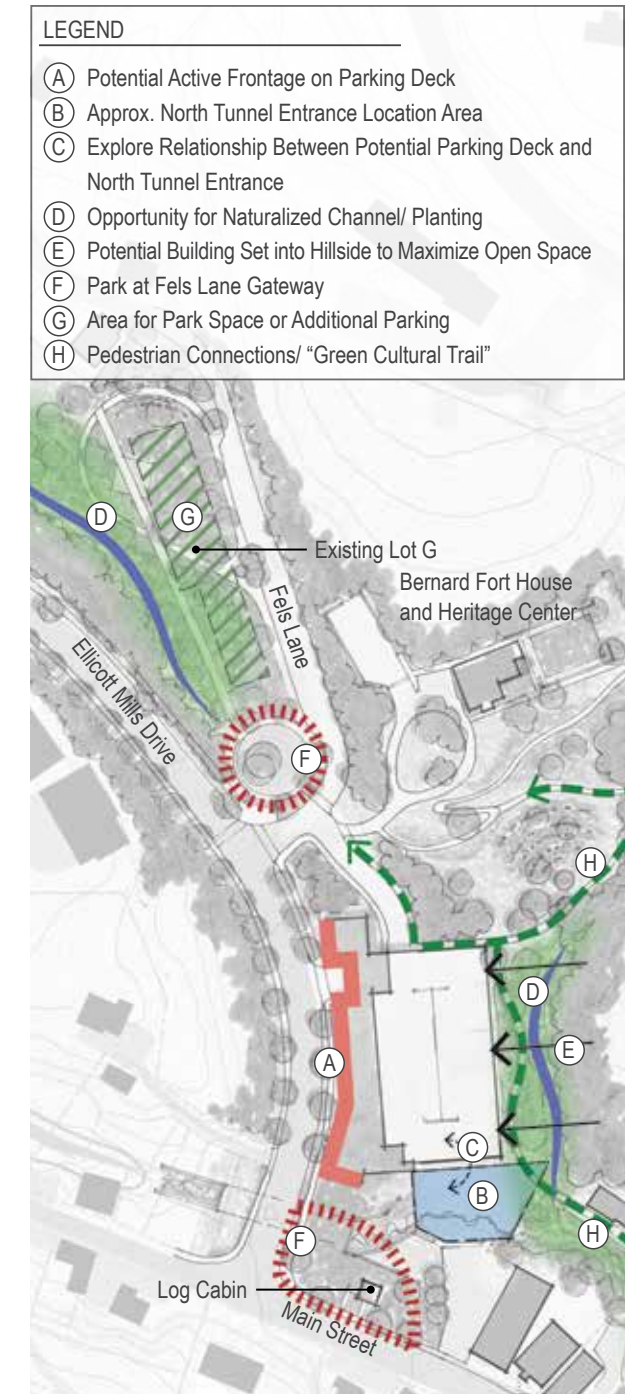 LEGEND
A Potential Active Frontage on Parking Deck
B Approx. North Tunnel Entrance Location Area
C Explore Relationship Between Potential Parking Deck and
North Tunnel Entrance
D Opportunity for Naturalized Channel/ Planting
E Potential Building Set into Hillside to Maximize Open Space
F Park at Fels Lane Gateway
G Area for Park Space or Additional Parking
H Pedestrian Connections/ “Green Cultural Trail”
D
G
Existing Lot G
Bernard Fort House
and Heritage Center
Fels Lane
Ellicott Mills Drive
F
H
D
E
A
C
B
H
F
Log Cabin
Main Street